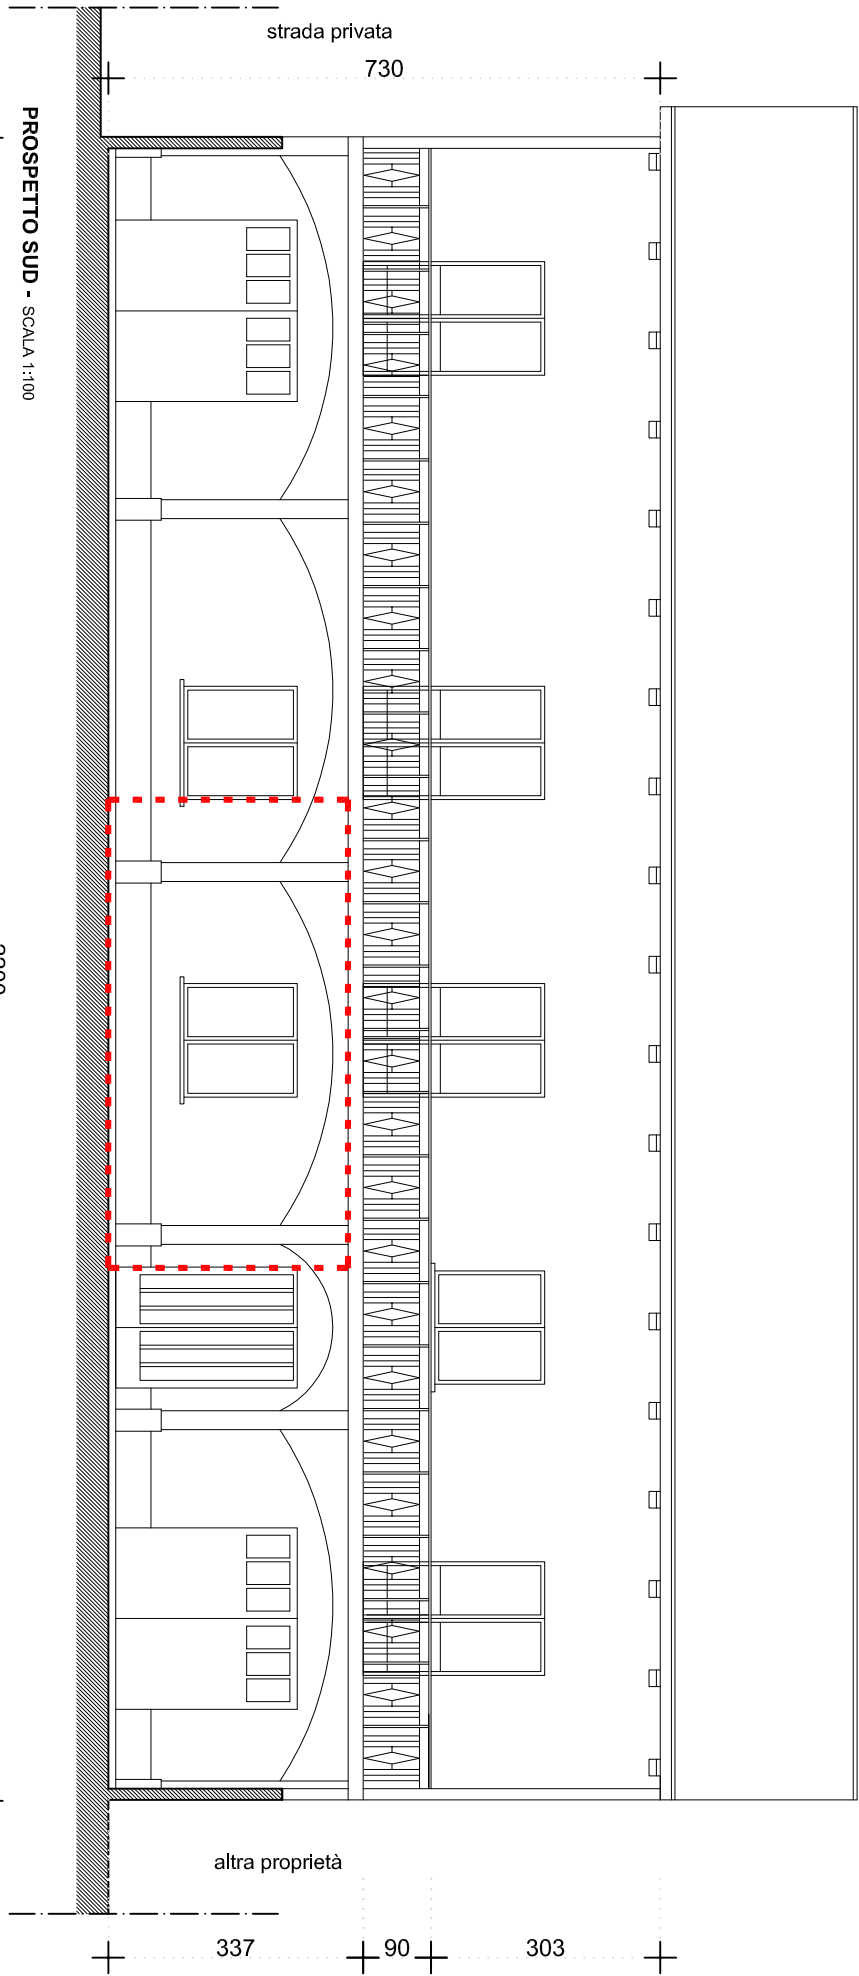 strada privata
730
PROSPETTO SUD - SCALA 1:100
altra proprietà
337 90 303